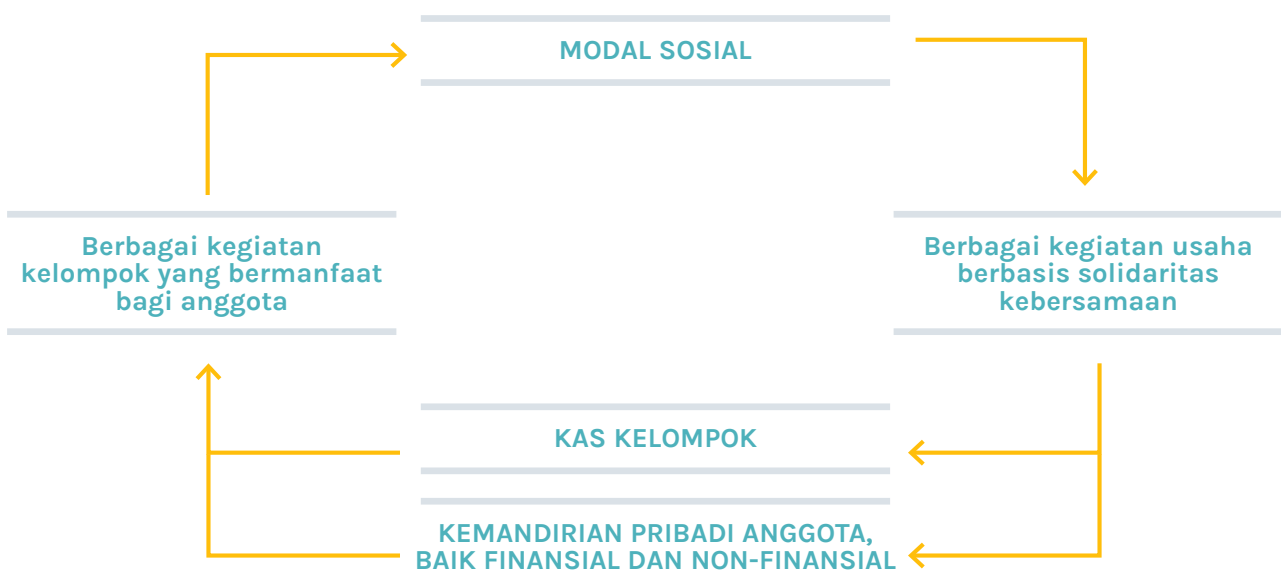 MODAL SOSIAL
Berbagai kegiatan
kelompok yang bermanfaat
bagi anggota
Berbagai kegiatan usaha
berbasis solidaritas
kebersamaan
KAS KELOMPOK
KEMANDIRIAN PRIBADI ANGGOTA,
BAIK FINANSIAL DAN NON-FINANSIAL